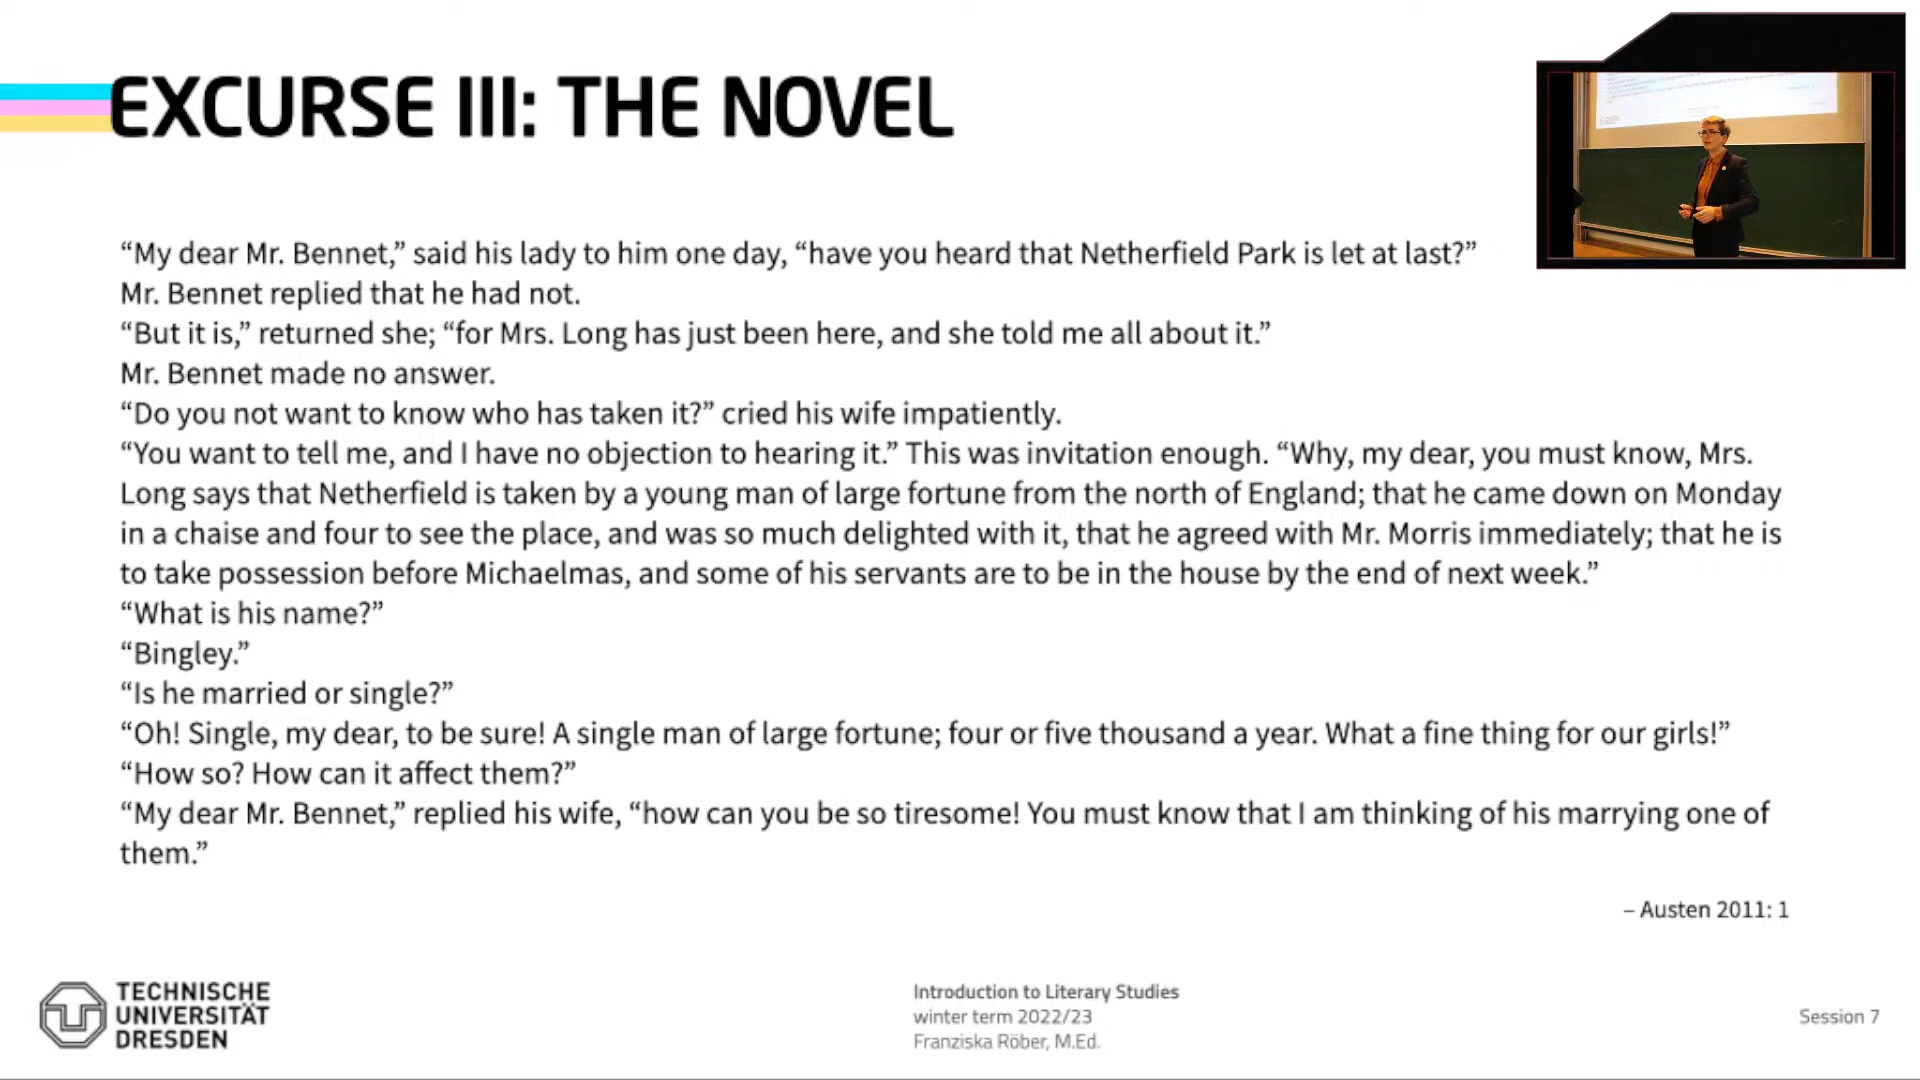 EXCURSE III: THE NOVEL
“My dear Mr. Bennet,” said his lady to him one day, “have you heard that Netherfield Park is let at last?”
Mr. Bennet replied that he had not.
“But it is,” returned she; “for Mrs. Long has just been here, and she told me all about it.”
Mr. Bennet made no answer.
“Do you not want to know who has taken it?” cried his wife impatiently.
“You want to tell me, and I have no objection to hearing it.” This was invitation enough. “Why, my dear, you must know, Mrs.
Long says that Netherfield is taken by a young man of large fortune from the north of England; that he came down on Monday
in a chaise and four to see the place, and was so much delighted with it, that he agreed with Mr. Morris immediately; that he is
to take possession before Michaelmas, and some of his servants are to be in the house by the end of next week.”
“What is his name?”
“Bingley.”
“Is he married or single?”
“Oh! Single, my dear, to be sure! A single man of large fortune; four or five thousand a year. What a fine thing for our girls!”
“How so? How can it affect them?”
“My dear Mr. Bennet,” replied his wife, “how can you be so tiresome! You must know that I am thinking of his marrying one of
them.”
– Austen 2011: 1
TECHNISCHE
UNIVERSITÄT
DRESDEN
Introduction to Literary Studies
winter term 2022/23
Franziska Röber, M.Ed.
Session 7